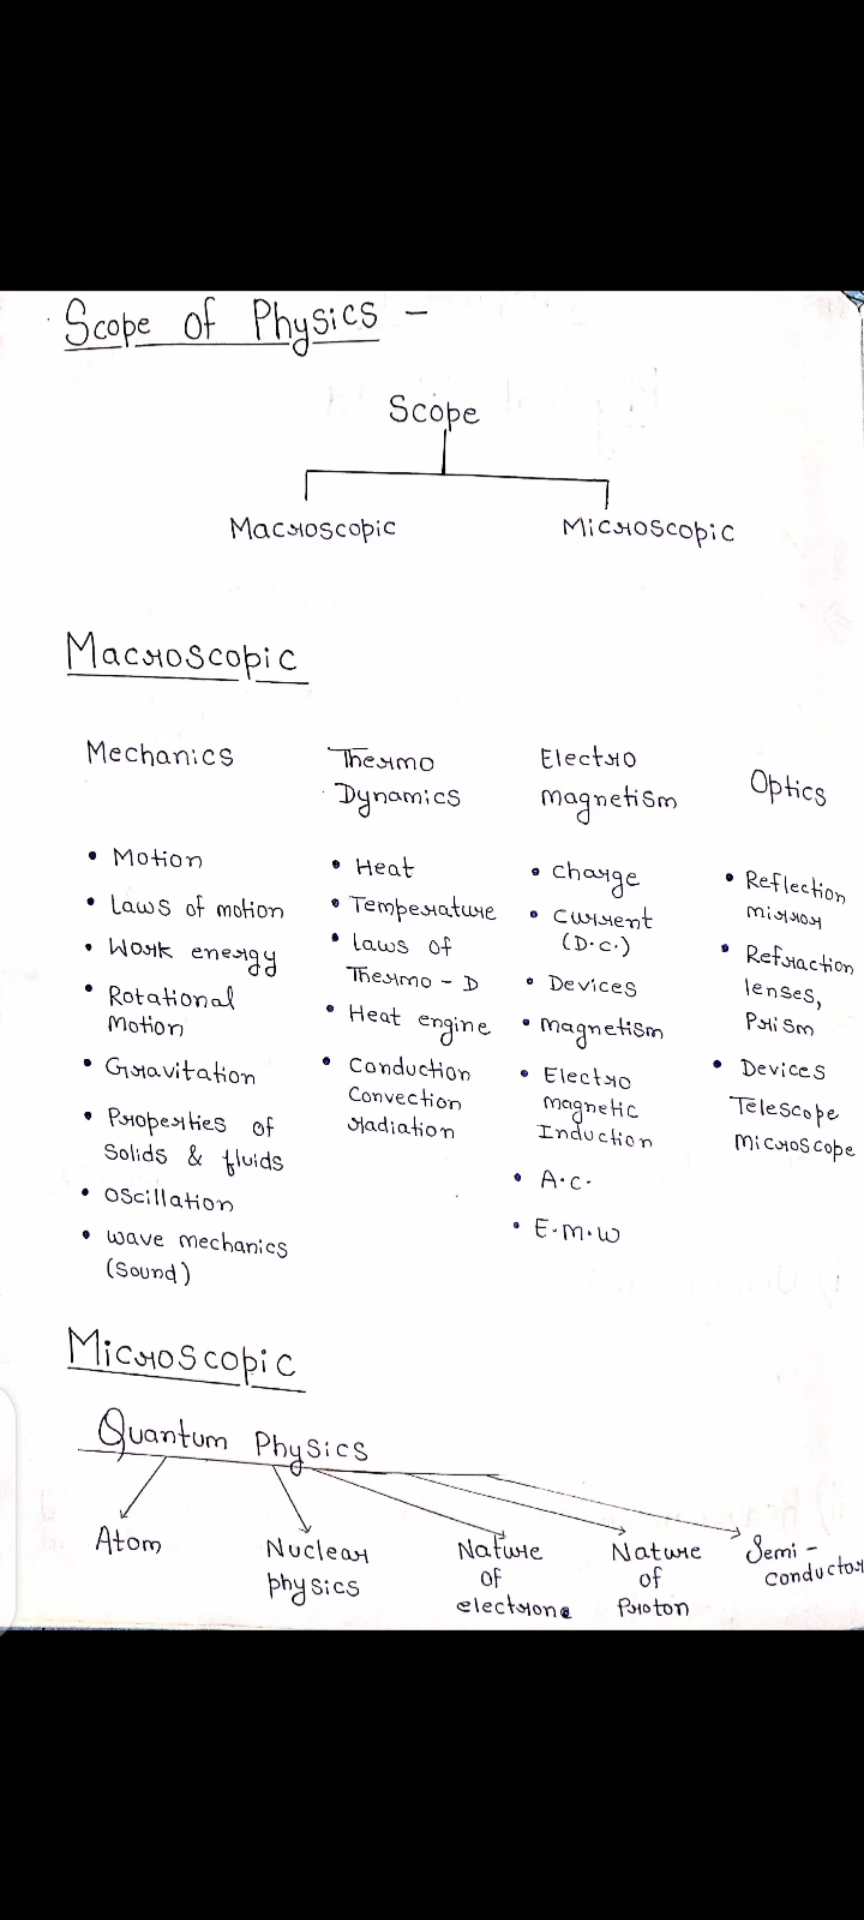 Scope of Physics -
Scope
Macroscopic
Microscopic
Macroscopic
Mechanics
• Motion
• Laws of motion
• Work energy
• Rotational
Motion
• Gravitation
• Properties of
Solids & fluids
• Oscillation
• wave mechanics
(Sound)
Thermo
Dynamics
• Heat
• Temperature
• laws of
Thermo - D
• Heat engine
• Conduction
Convection
radiation
Electro
magnetism
• Charge
• Current
(D.C.)
• Devices
• magnetism
• Electro
magnetic
Induction
• A.C.
• E.M.W
Optics
• Reflection
mirror
• Refraction
lenses,
Prism
• Devices
Telescope
microscope
Microscopic
Quantum Physics
Atom
Nuclear
physics
Nature
of
electrone
Nature
of
Proton
Semi -
conductor